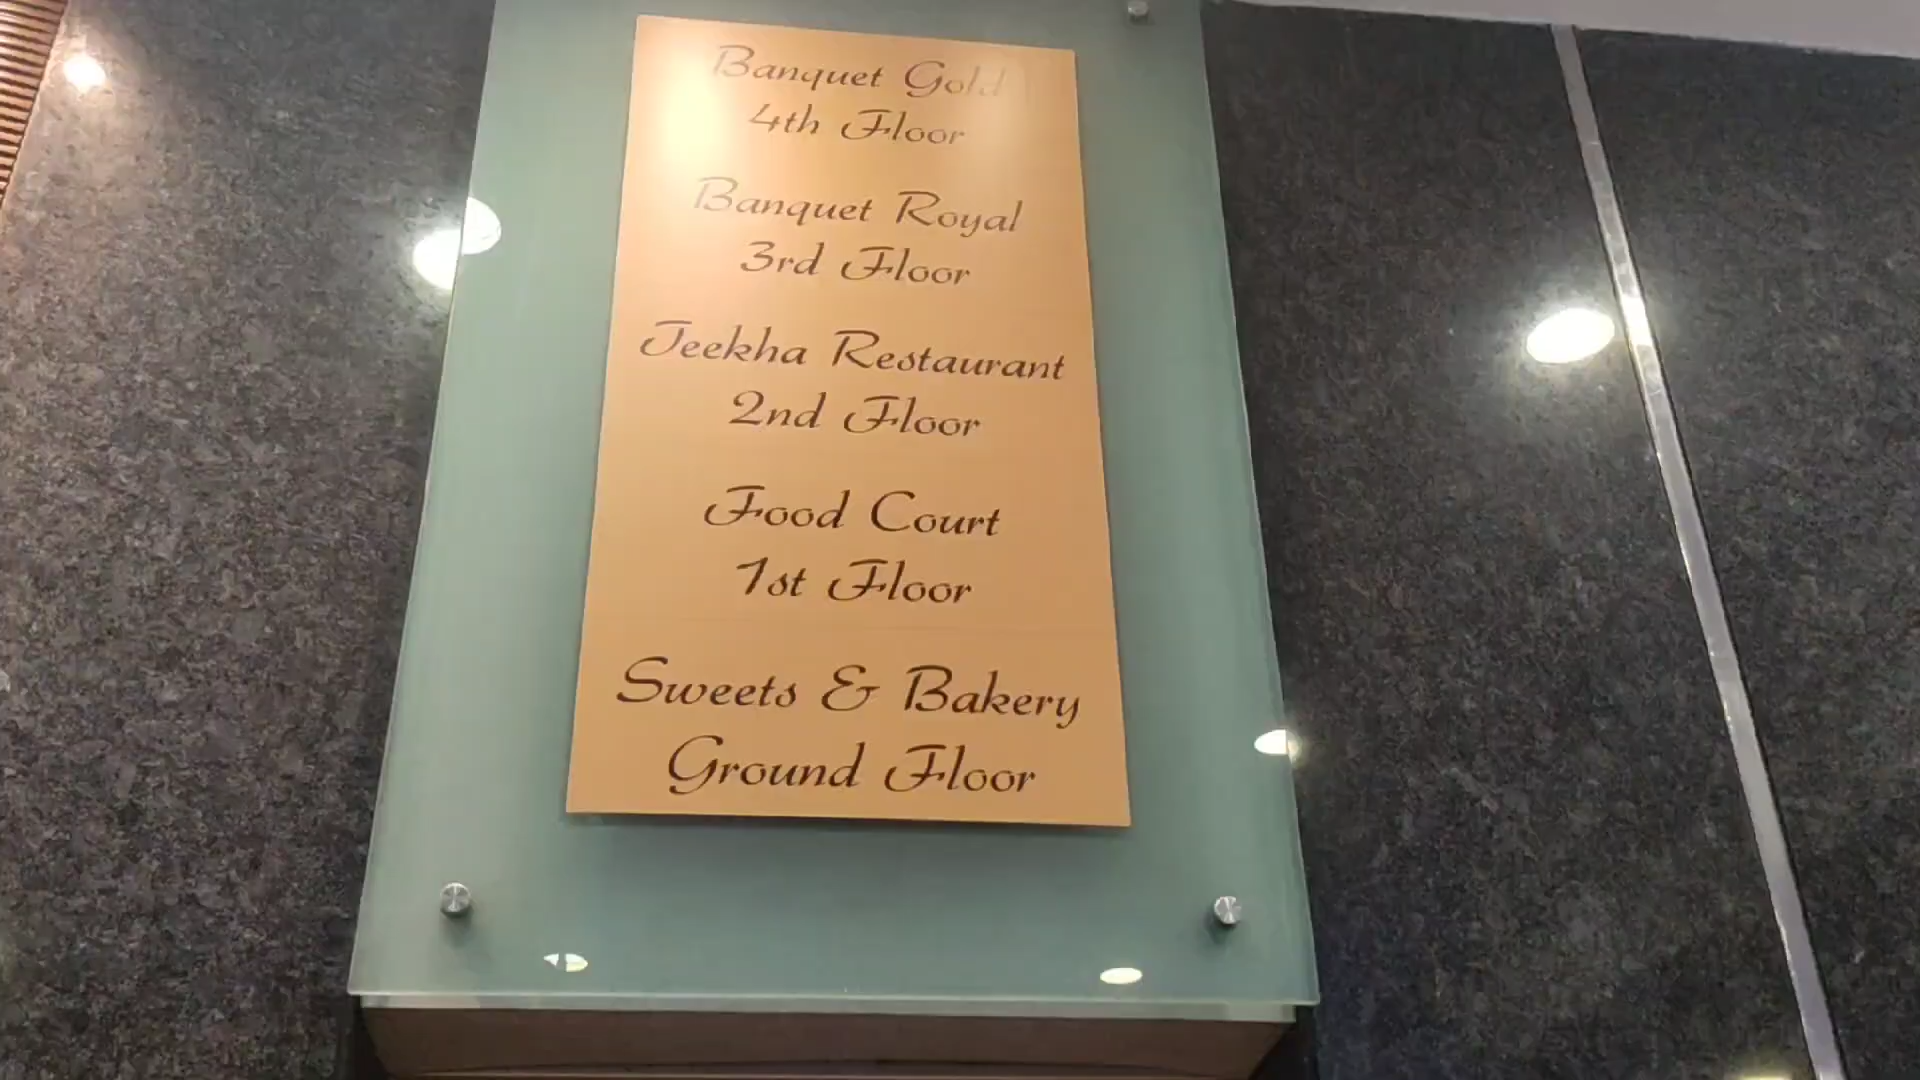 Banquet Gold
4th Floor
Banquet Royal
3rd Floor
Teekha Restaurant
2nd Floor
Food Court
1st Floor
Sweets & Bakery
Ground Floor